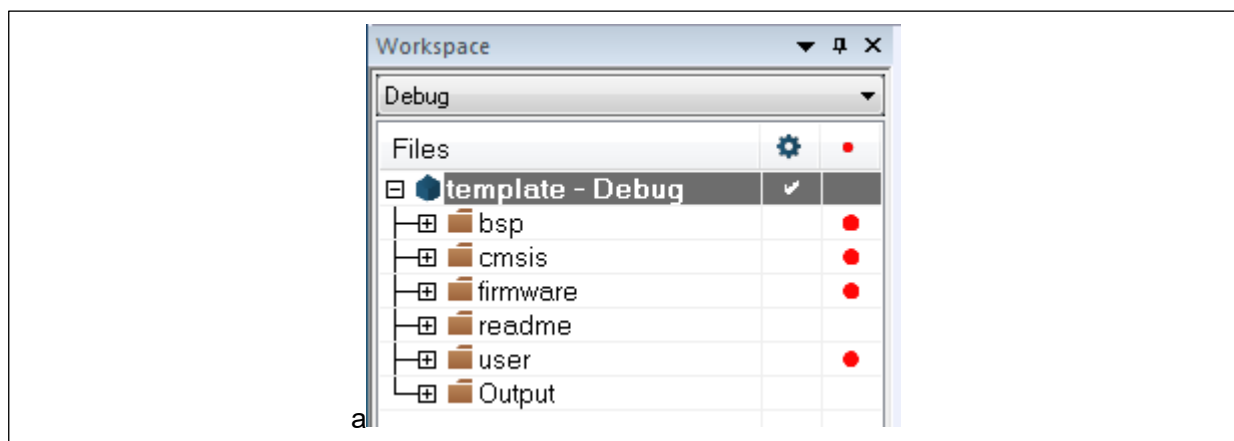 Workspace
Debug
Files
template - Debug
bsp
cmsis
firmware
readme
user
Output
a